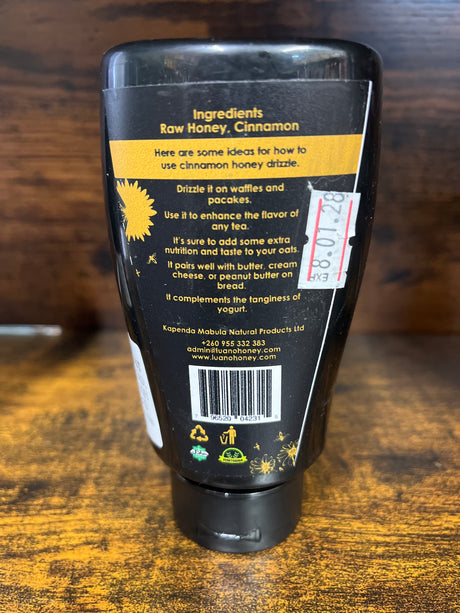 Ingredients
Raw Honey, Cinnamon
Here are some ideas for how to
use cinnamon honey drizzle.
Drizzle it on waffles and
pacakes.
Use it to enhance the flavor of
any tea.
It's sure to add some extra
nutrition and taste to your oats.
It pairs well with butter, cream
cheese, or peanut butter on
bread.
It complements the tanginess of
yogurt.
8.01.28
Kapenda Mabula Natural Products Ltd
+260 955 332 383
admin@luanohoney.com
www.luanohoney.com
7 96520 04231 8